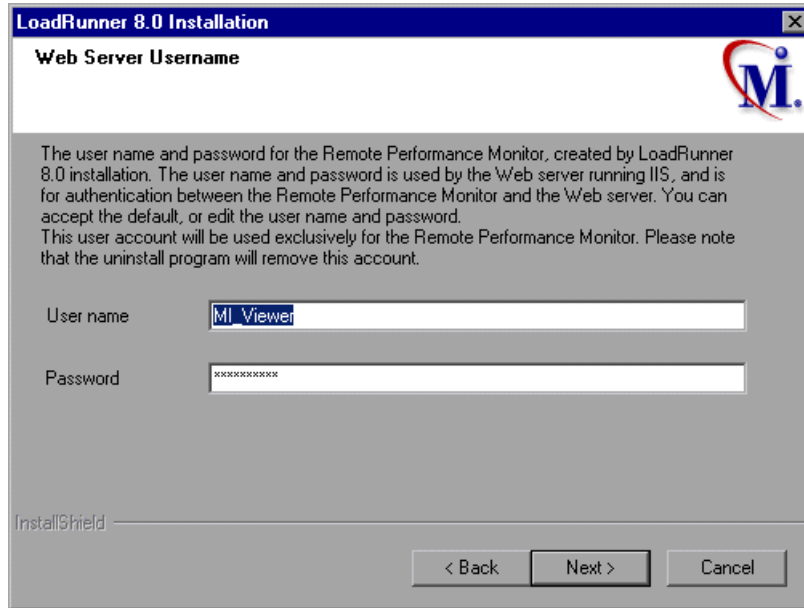 LoadRunner 8.0 Installation
Web Server Username
M.
The user name and password for the Remote Performance Monitor, created by LoadRunner
8.0 installation. The user name and password is used by the Web server running IIS, and is
for authentication between the Remote Performance Monitor and the Web server. You can
accept the default, or edit the user name and password.
This user account will be used exclusively for the Remote Performance Monitor. Please note
that the uninstall program will remove this account.
User name
MI_Viewer
Password
**********
InstallShield
< Back
Next >
Cancel